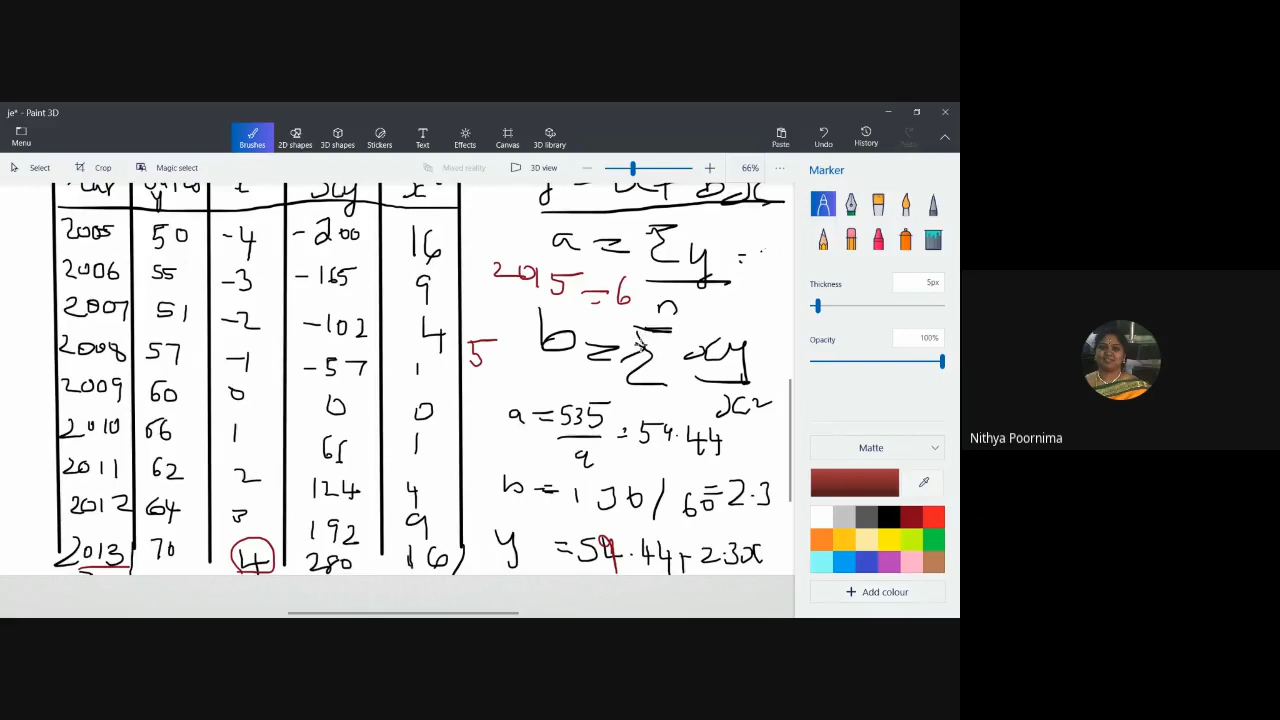 je* - Paint 3D
Menu
Brushes 2D shapes 3D shapes Stickers Text Effects Canvas 3D library Paste Undo History
Select Crop Magic select Mixed reality 3D view 66%
Marker
Thickness 5px
Opacity 100%
Matte
Add colour
Nithya Poornima
y
2005 50 -4 -200 16
2006 55 -3 -165 9
2007 51 -2 -102 4
2008 57 -1 -57 1
2009 60 0 0 0
2010 66 1 1
2011 62 2 124 4
2012 64 3 192 9
2013 70 4 280 16
a = Σy =
n
2015 = 6
b = Σ xy
x2
5
a = 535
9
= 59.44
b = 136/60 = 2.3
y = 59.44 + 2.3x